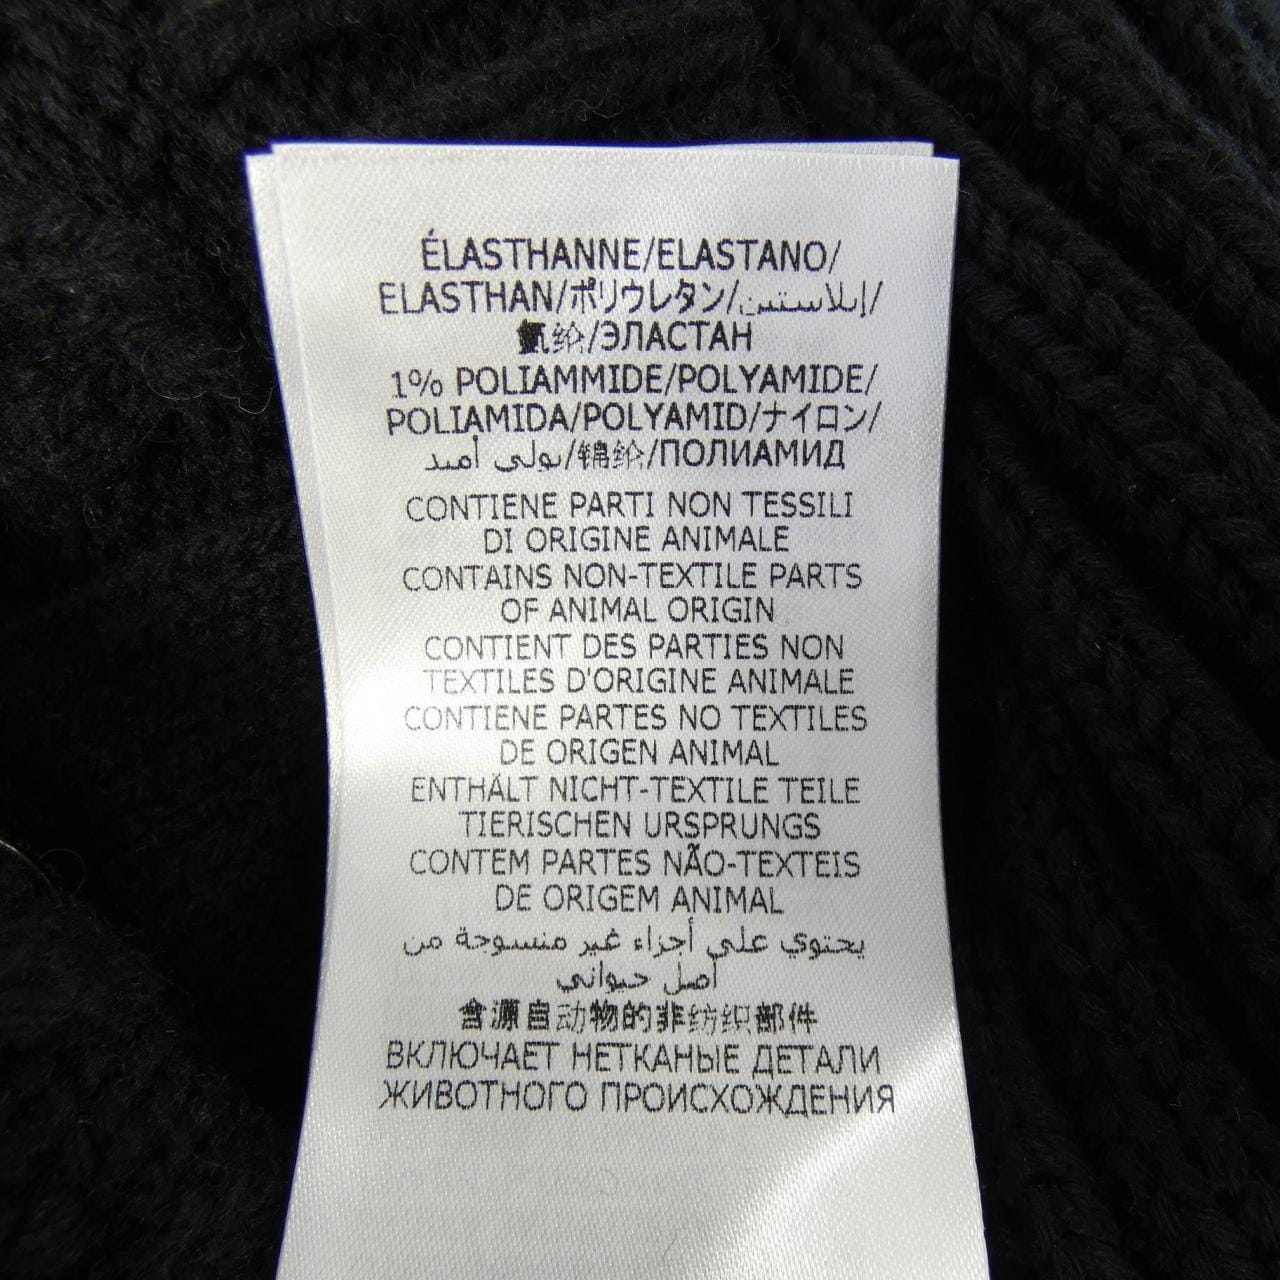 ÉLASTHANNE/ELASTANO/
ELASTHAN/ポリウレタン/إيلاستين/
氨纶/ЭЛАСТАН
1% POLIAMMIDE/POLYAMIDE/
POLIAMIDA/POLYAMID/ナイロン/
بولي أميد/锦纶/ПОЛИАМИД
CONTIENE PARTI NON TESSILI
DI ORIGINE ANIMALE
CONTAINS NON-TEXTILE PARTS
OF ANIMAL ORIGIN
CONTIENT DES PARTIES NON
TEXTILES D'ORIGINE ANIMALE
CONTIENE PARTES NO TEXTILES
DE ORIGEN ANIMAL
ENTHÄLT NICHT-TEXTILE TEILE
TIERISCHEN URSPRUNGS
CONTEM PARTES NÃO-TEXTEIS
DE ORIGEM ANIMAL
يحتوي على أجزاء غير منسوجة من
أصل حيواني
含源自动物的非纺织部件
ВКЛЮЧАЕТ НЕТКАНЫЕ ДЕТАЛИ
ЖИВОТНОГО ПРОИСХОЖДЕНИЯ